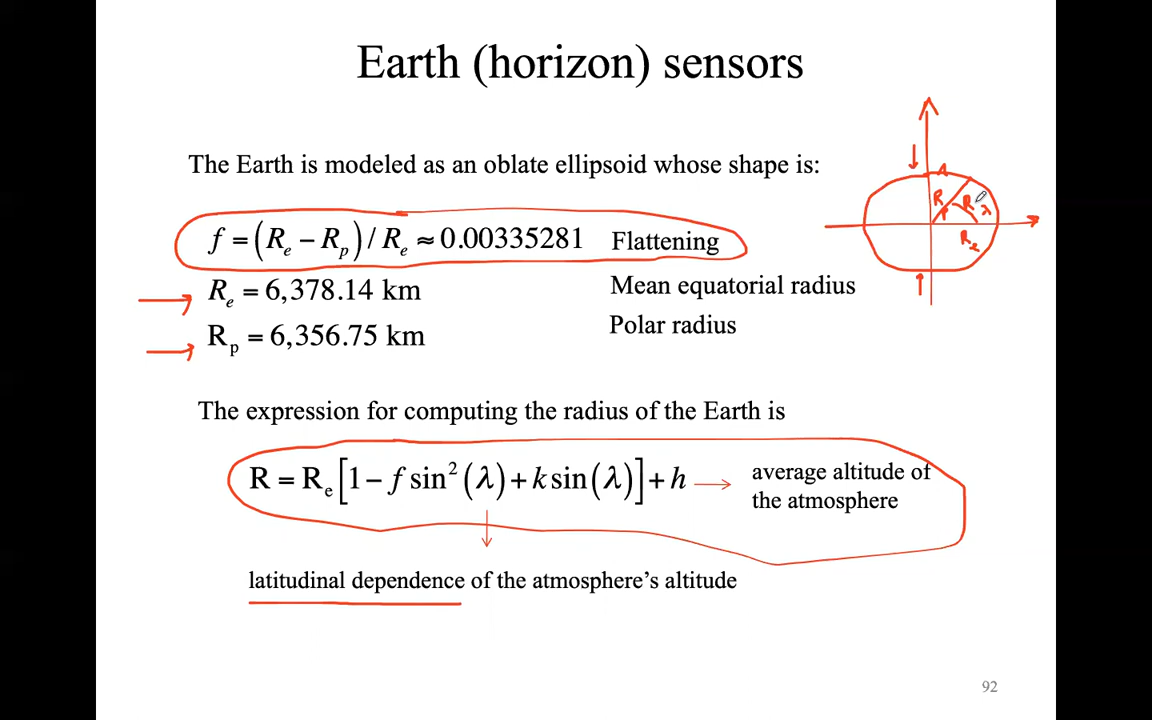 Earth (horizon) sensors
The Earth is modeled as an oblate ellipsoid whose shape is:
f = (Re − Rp) / Re ≈ 0.00335281 Flattening
Re = 6,378.14 km Mean equatorial radius
Rp = 6,356.75 km Polar radius
The expression for computing the radius of the Earth is
R = Re [1 − f sin² (λ) + k sin(λ)] + h → average altitude of
the atmosphere
latitudinal dependence of the atmosphere's altitude
92
Re